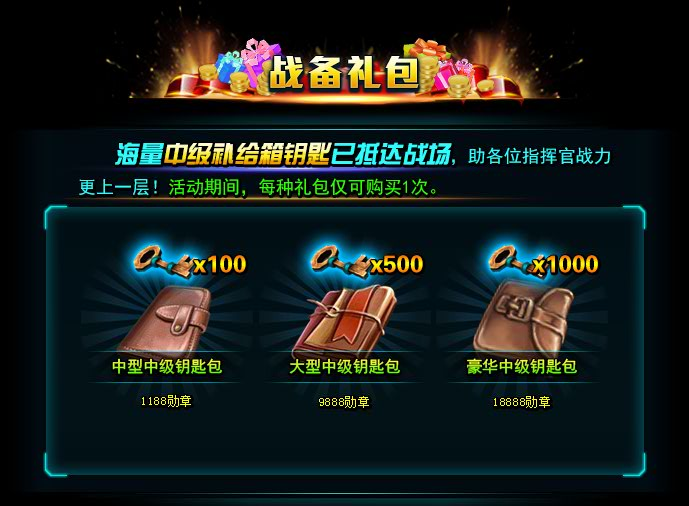 战备礼包
海量中级补给箱钥匙已抵达战场，助各位指挥官战力
更上一层！活动期间，每种礼包仅可购买1次。
x100 x500 x1000
中型中级钥匙包 大型中级钥匙包 豪华中级钥匙包
1188勋章 9888勋章 18888勋章